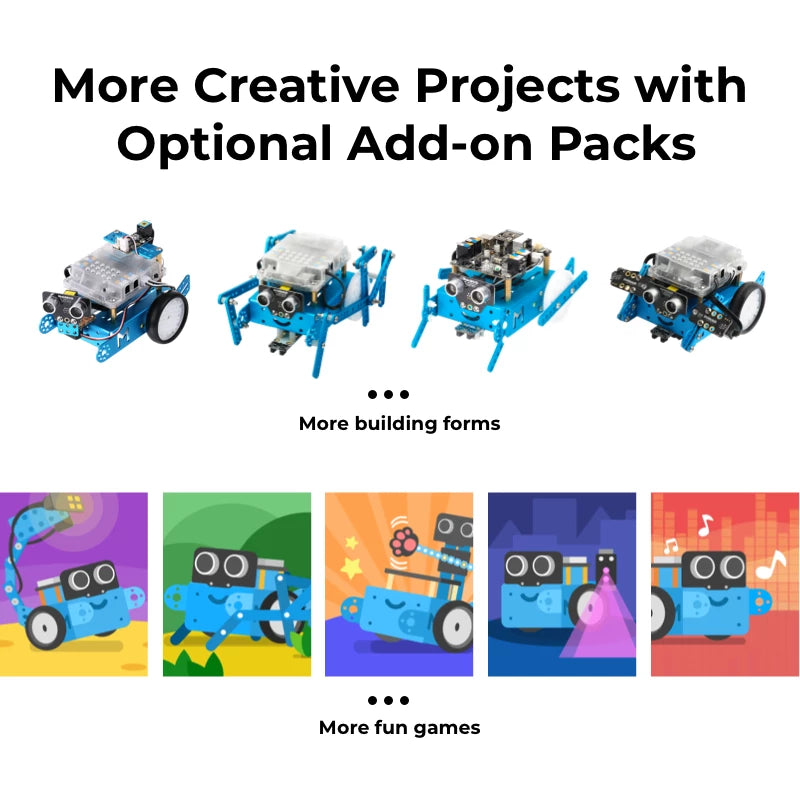 More Creative Projects with
Optional Add-on Packs
More building forms
More fun games